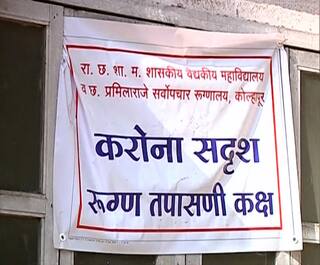 रा. छ. शा. म. शासकीय वैद्यकीय महाविद्यालय
व छ. प्रमिलाराजे सर्वोपचार रूग्णालय, कोल्हापूर
करोना सदृश
रूग्ण तपासणी कक्ष